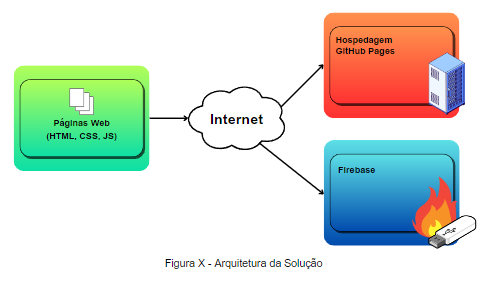 Páginas Web
(HTML, CSS, JS)
Internet
Hospedagem
GitHub Pages
Firebase
Figura X - Arquitetura da Solução